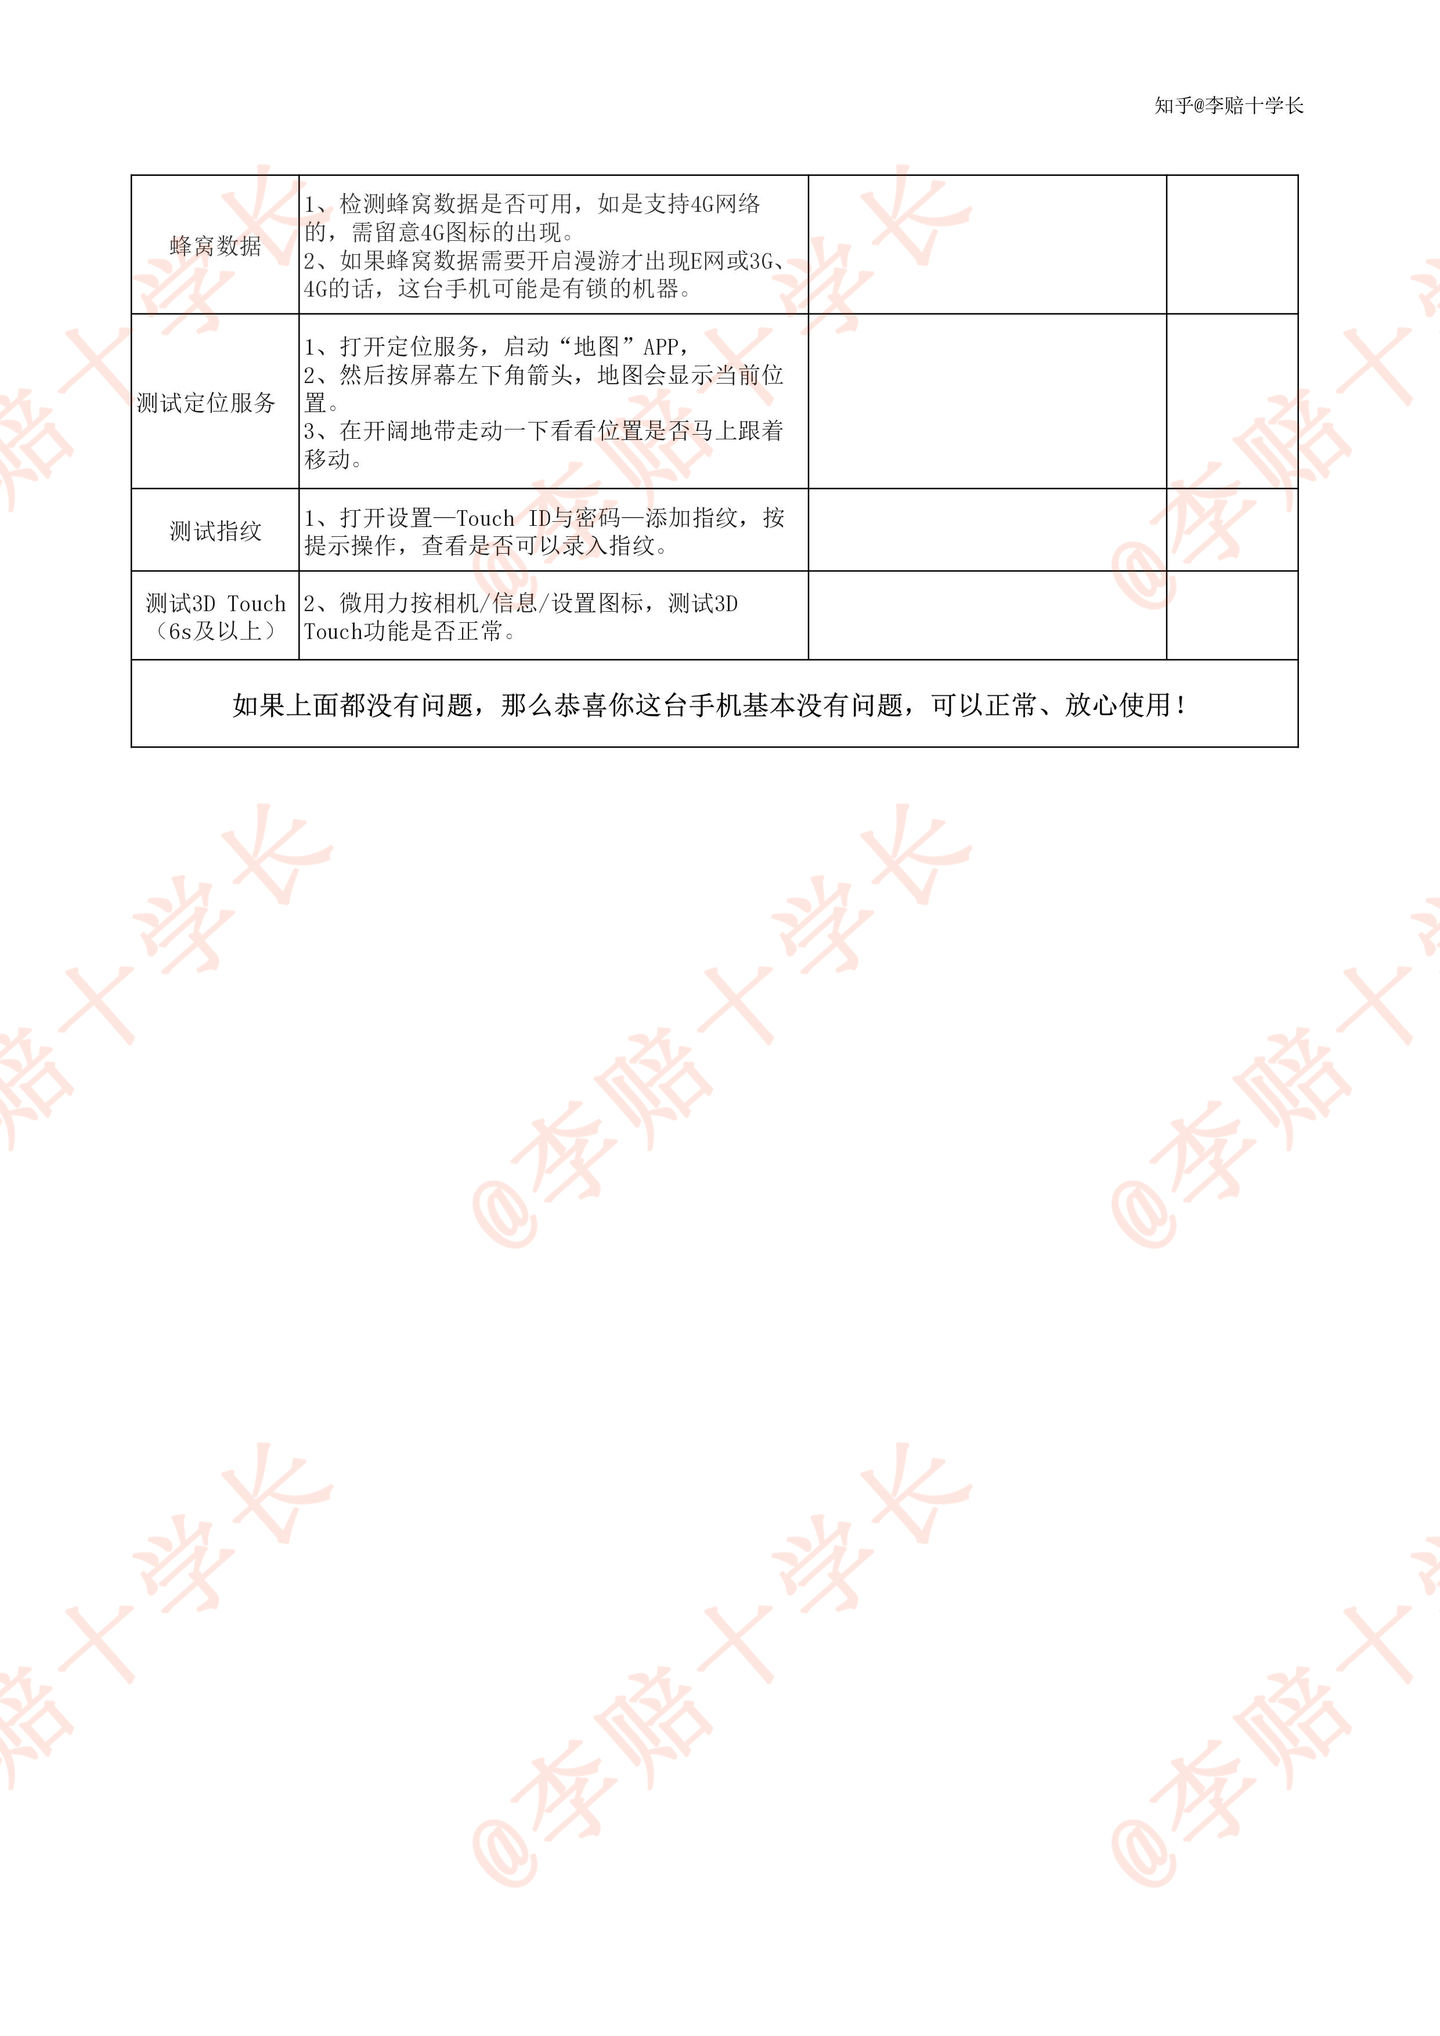 知乎@李赔十学长
蜂窝数据
1、检测蜂窝数据是否可用，如是支持4G网络
的，需留意4G图标的出现。
2、如果蜂窝数据需要开启漫游才出现E网或3G、
4G的话，这台手机可能是有锁的机器。
测试定位服务
1、打开定位服务，启动“地图”APP，
2、然后按屏幕左下角箭头，地图会显示当前位
置。
3、在开阔地带走动一下看看位置是否马上跟着
移动。
测试指纹
1、打开设置—Touch ID与密码—添加指纹，按
提示操作，查看是否可以录入指纹。
测试3D Touch
（6s及以上）
2、微用力按相机/信息/设置图标，测试3D
Touch功能是否正常。
如果上面都没有问题，那么恭喜你这台手机基本没有问题，可以正常、放心使用！
赔十学长
@李赔十学长
@李赔十学
赔十学长
@李赔十学长
@李赔十学
赔十学长
@李赔十学长
@李赔十学